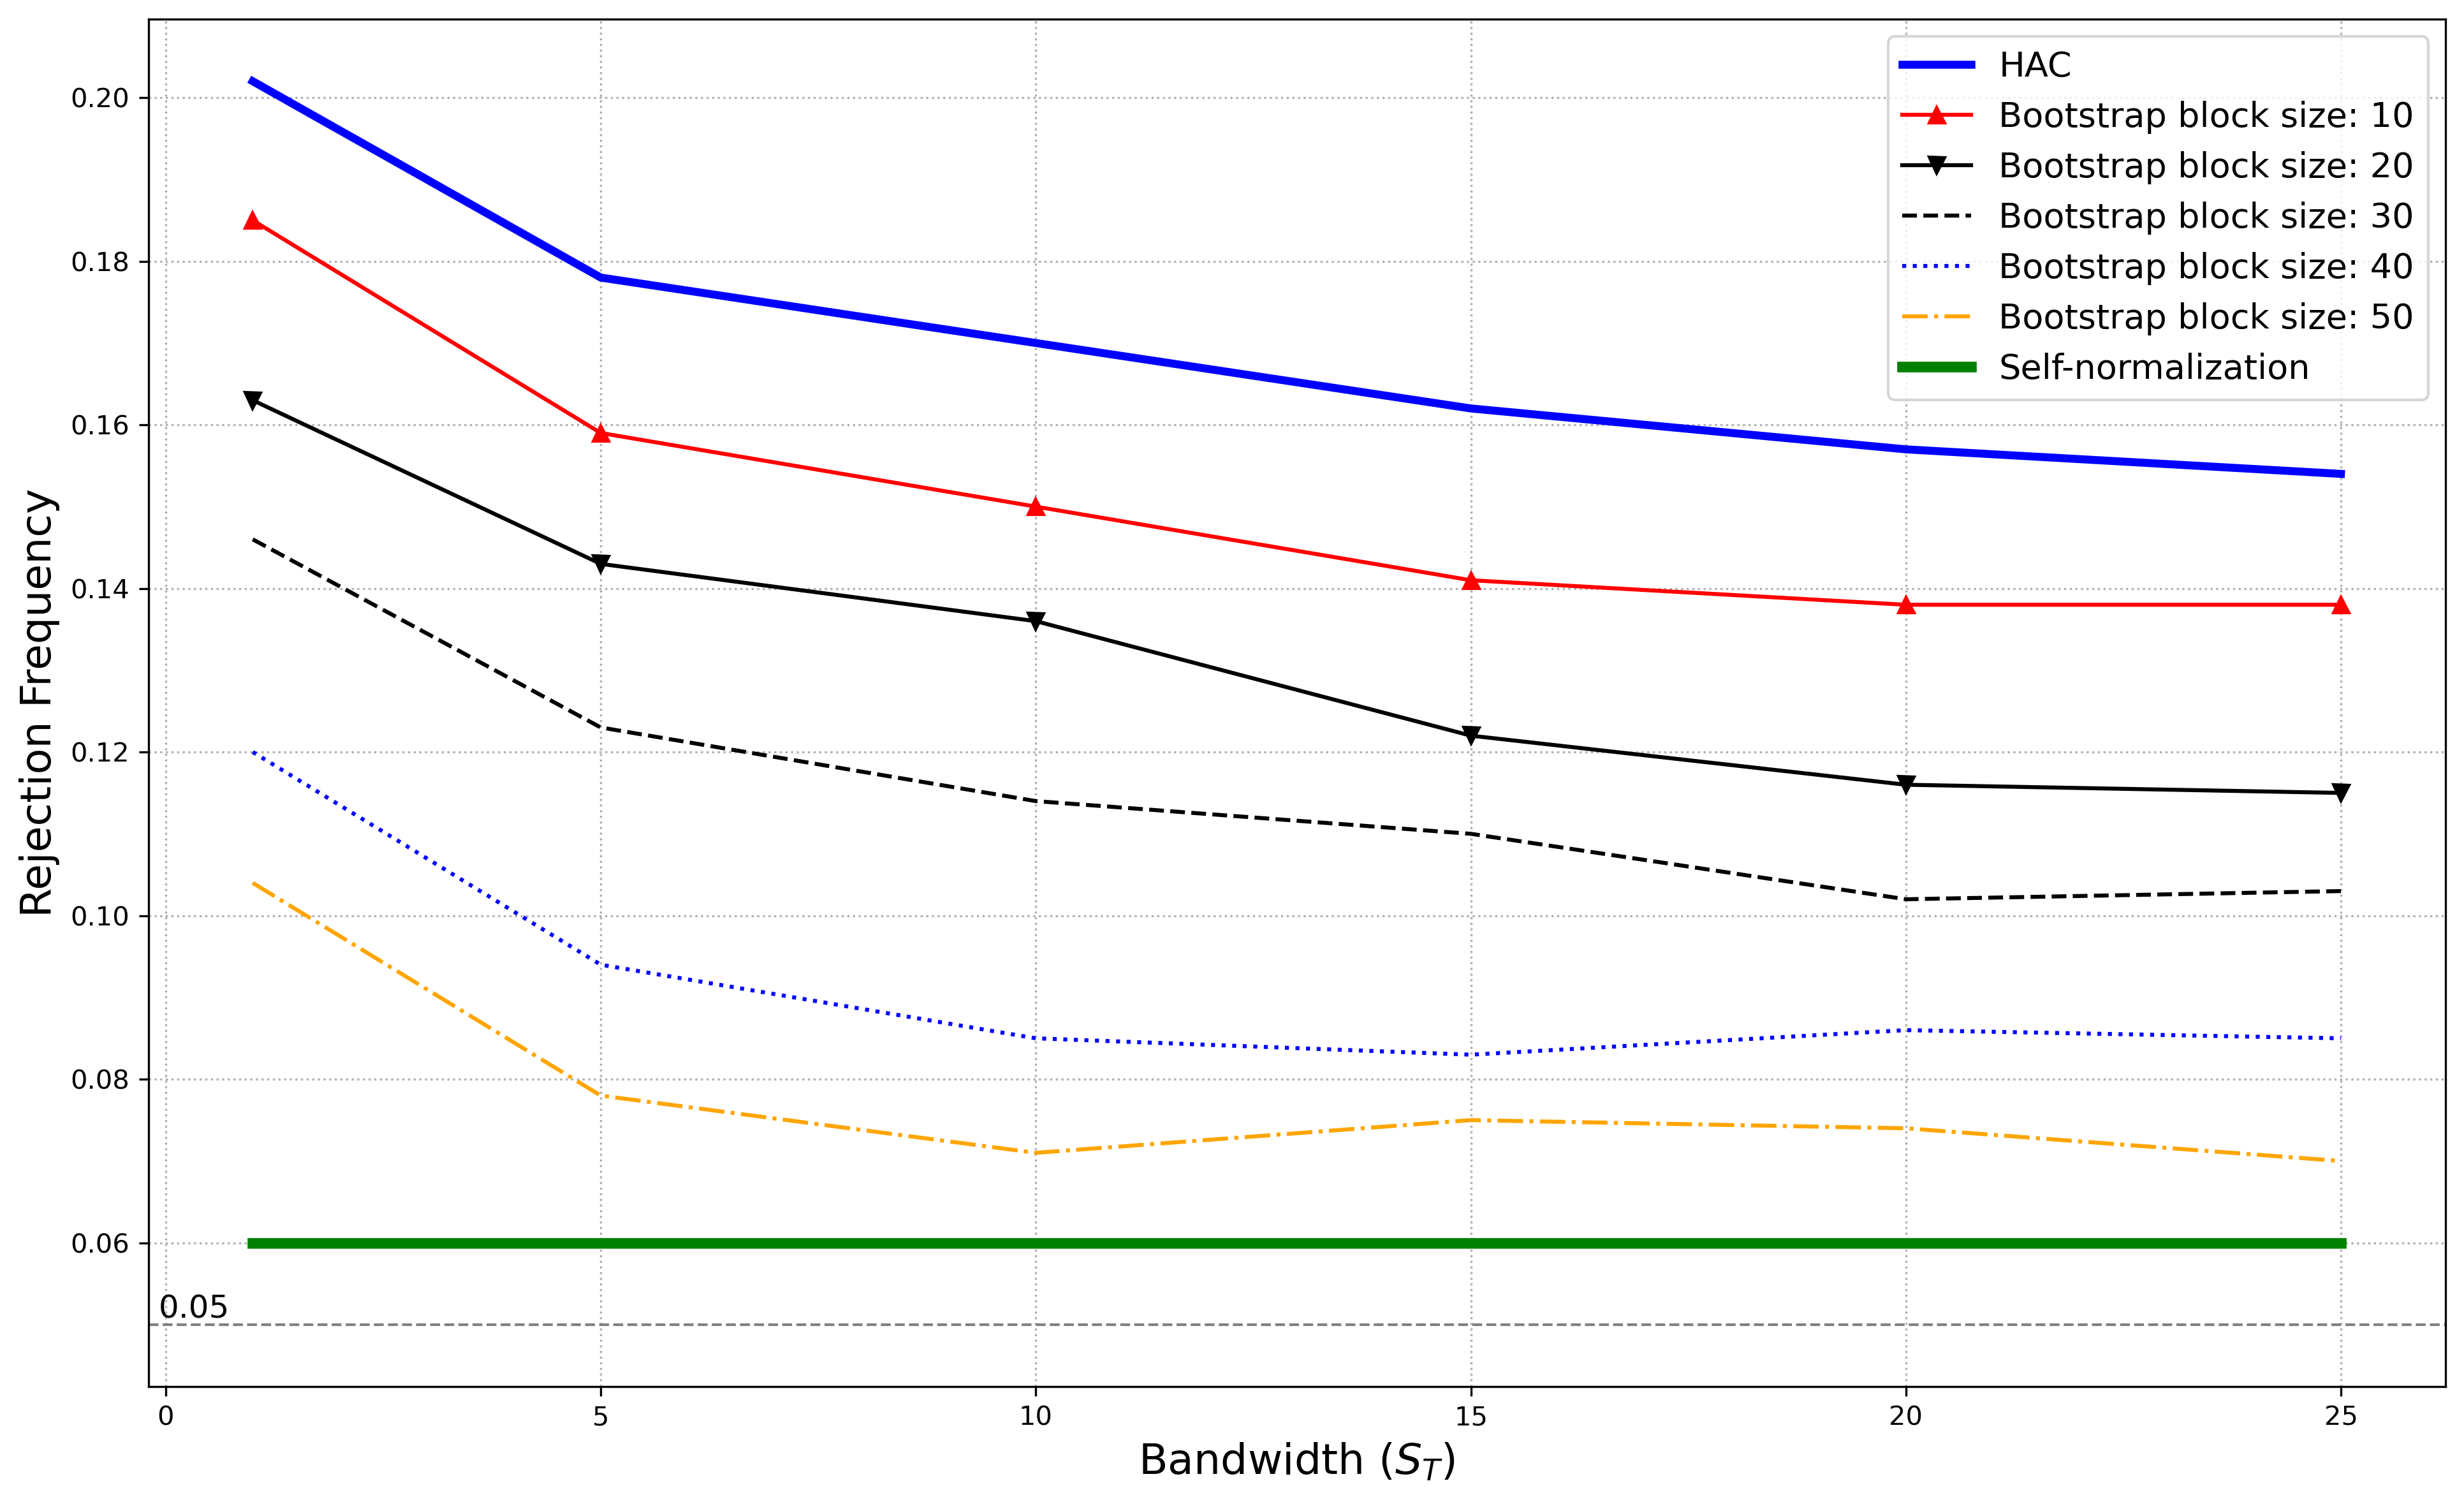 HAC
Bootstrap block size: 10
Bootstrap block size: 20
Bootstrap block size: 30
Bootstrap block size: 40
Bootstrap block size: 50
Self-normalization
0.20
0.18
0.16
0.14
0.12
0.10
0.08
0.06
0.05
Rejection Frequency
0 5 10 15 20 25
Bandwidth (S_T)